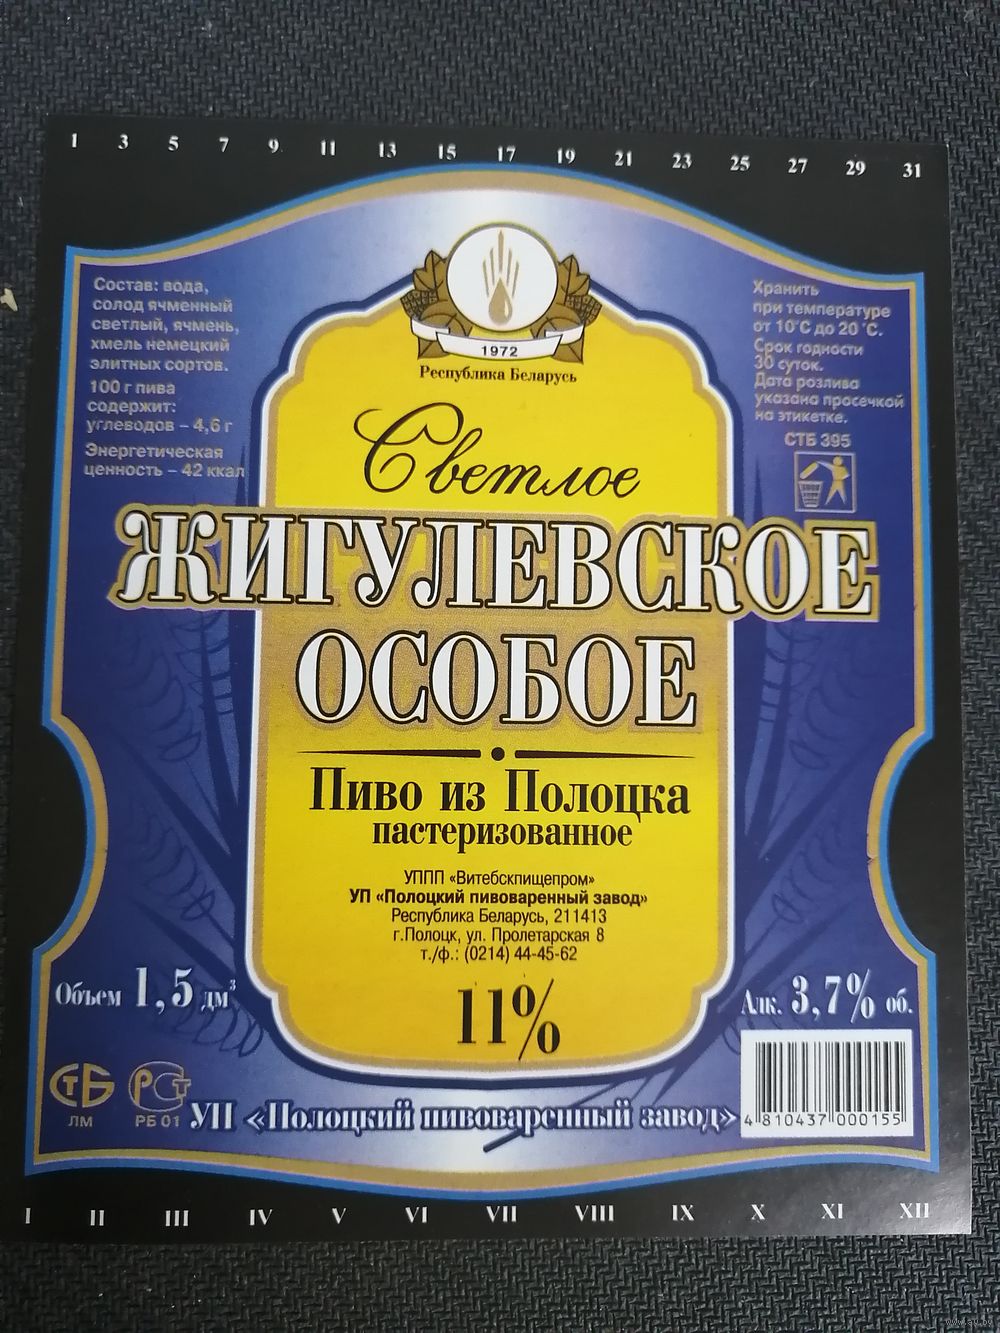 1 3 5 7 9 11 13 15 17 19 21 23 25 27 29 31
Состав: вода,
солод ячменный
светлый, ячмень,
хмель немецкий
элитных сортов.
100 г пива
содержит:
углеводов – 4,6 г
Энергетическая
ценность – 42 ккал
1972
Республика Беларусь
Хранить
при температуре
от 10°С до 20 °С.
Срок годности
30 суток.
Дата розлива
указана просечкой
на этикетке.
СТБ 395
Светлое
ЖИГУЛЕВСКОЕ
ОСОБОЕ
Пиво из Полоцка
пастеризованное
УППП «Витебскпищепром»
УП «Полоцкий пивоваренный завод»
Республика Беларусь, 211413
г.Полоцк, ул. Пролетарская 8
т./ф.: (0214) 44-45-62
Объем 1,5 дм³
11%
Алк. 3,7% об.
СТБ
ЛМ
РСТ
РБ 01
УП «Полоцкий пивоваренный завод»
4 810437 000155
I II III IV V VI VII VIII IX X XI XII